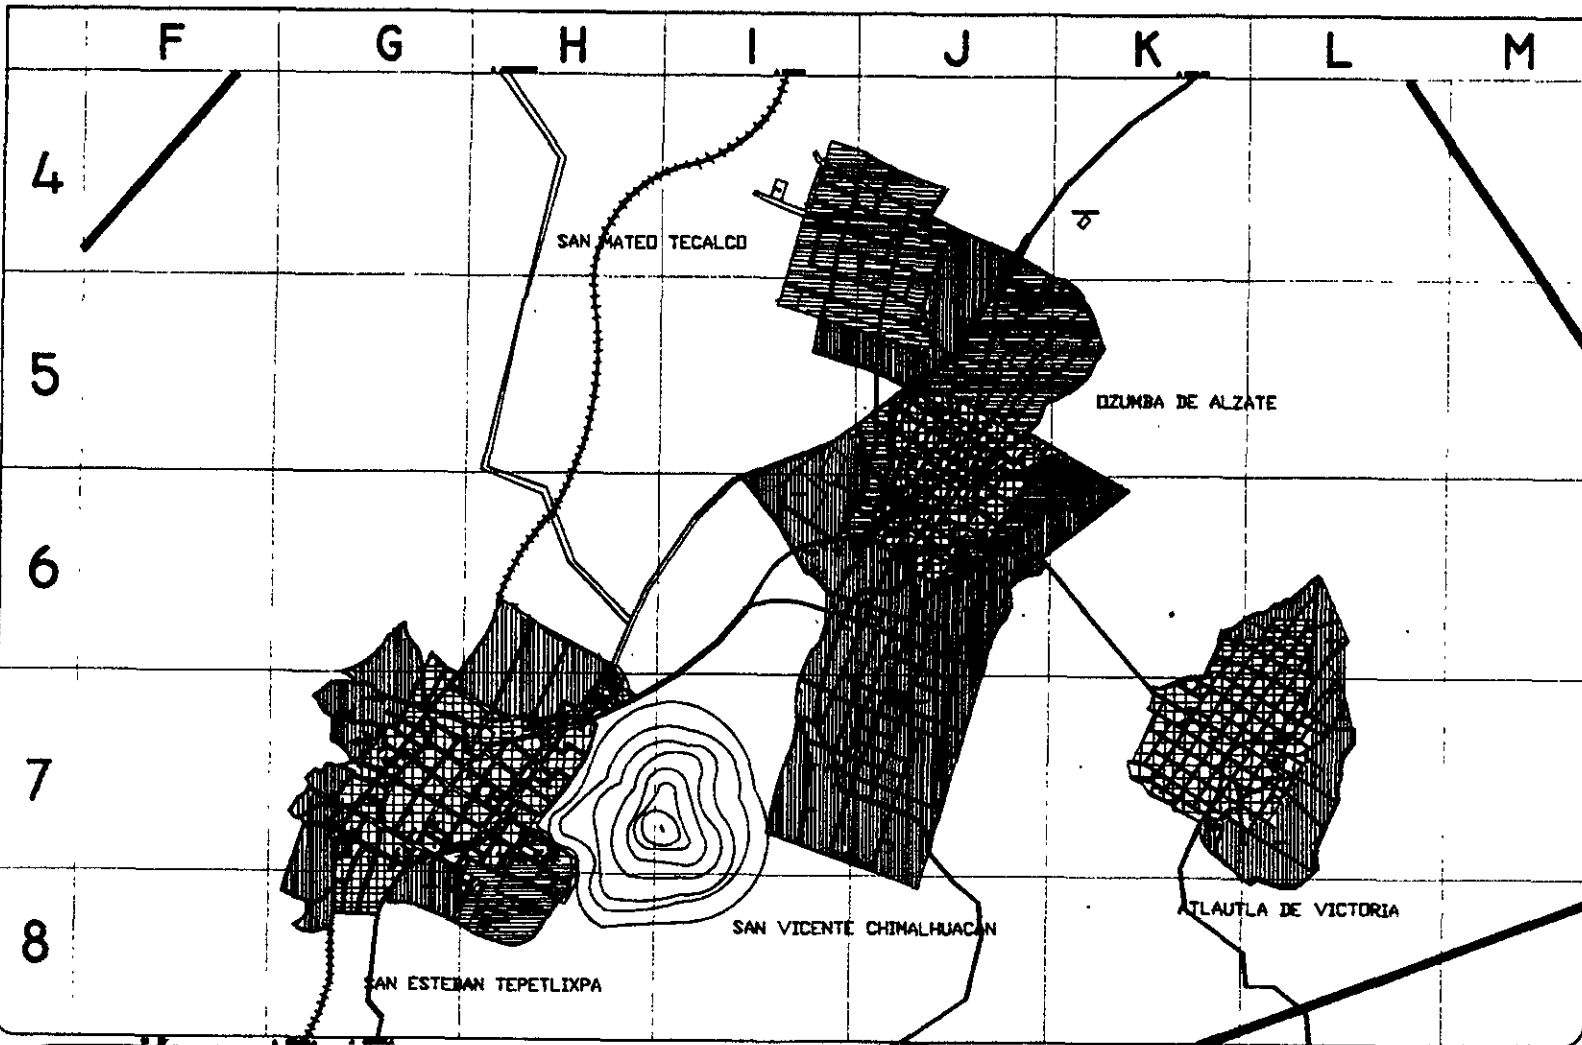 F G H I J K L M
4
SAN MATEO TECALCO
5
OZUMBA DE ALZATE
6
7
8
SAN VICENTE CHIMALHUACAN
ATLAUTLA DE VICTORIA
SAN ESTEBAN TEPETLIXPA